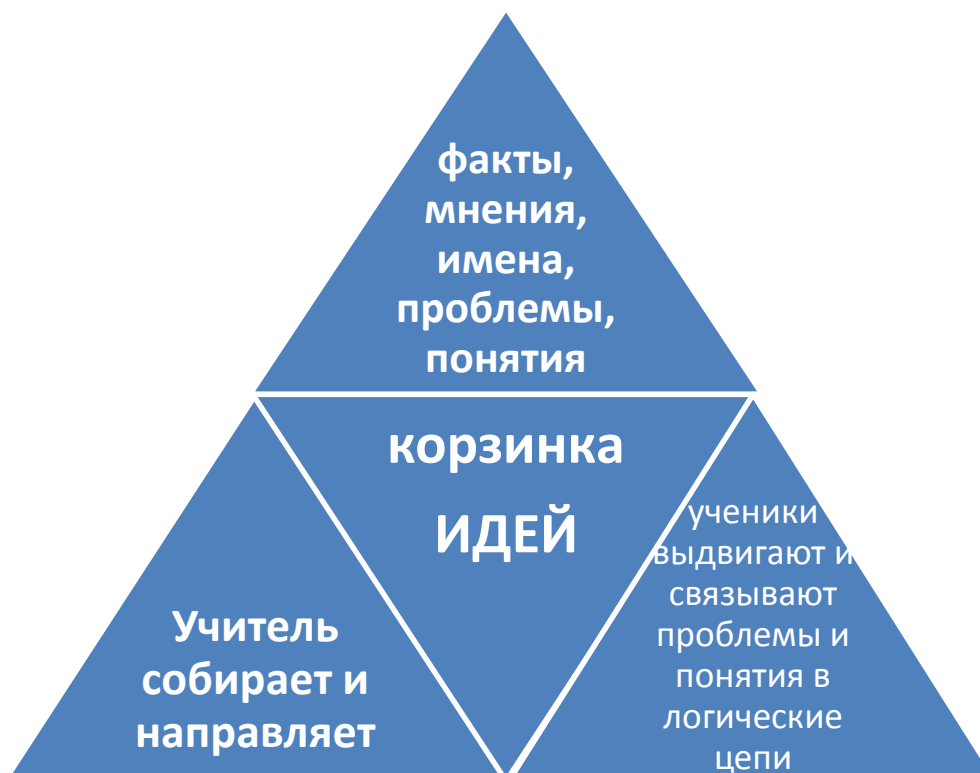 факты,
мнения,
имена,
проблемы,
понятия
корзинка
ИДЕЙ
Учитель
собирает и
направляет
ученики
выдвигают и
связывают
проблемы и
понятия в
логические
цепи